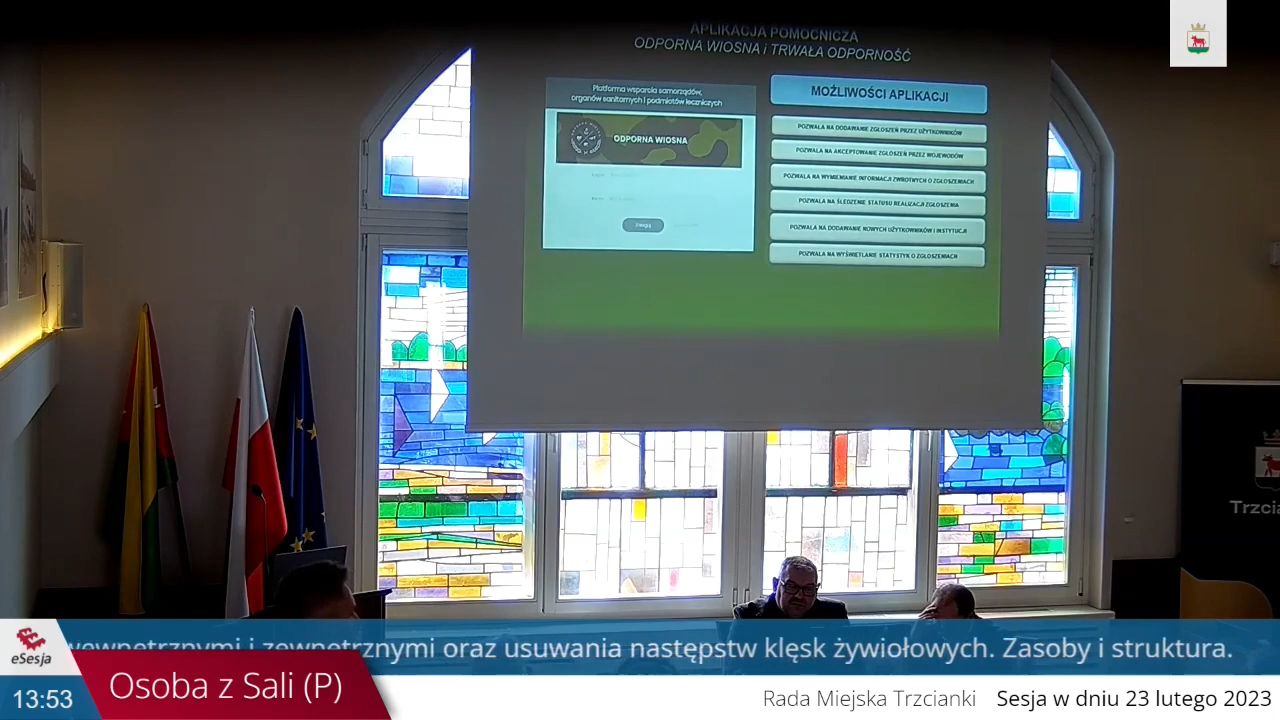 APLIKACJA POMOCNICZA
ODPORNA WIOSNA i TRWAŁA ODPORNOŚĆ
Platforma wsparcia samorządów,
organów sanitarnych i podmiotów leczniczych
ODPORNA WIOSNA
Zaloguj
MOŻLIWOŚCI APLIKACJI
POZWALA NA DODAWANIE ZGŁOSZEŃ PRZEZ UŻYTKOWNIKÓW
POZWALA NA AKCEPTOWANIE ZGŁOSZEŃ PRZEZ WOJEWODÓW
POZWALA NA WYMIENIANIE INFORMACJI ZWROTNYCH O ZGŁOSZENIACH
POZWALA NA ŚLEDZENIE STATUSU REALIZACJI ZGŁOSZENIA
POZWALA NA DODAWANIE NOWYCH UŻYTKOWNIKÓW I INSTYTUCJI
POZWALA NA WYŚWIETLANIE STATYSTYK O ZGŁOSZENIACH
Trzcia
wewnętrznymi i zewnętrznymi oraz usuwania następstw klęsk żywiołowych. Zasoby i struktura.
eSesja
13:53
Osoba z Sali (P)
Rada Miejska Trzcianki Sesja w dniu 23 lutego 2023